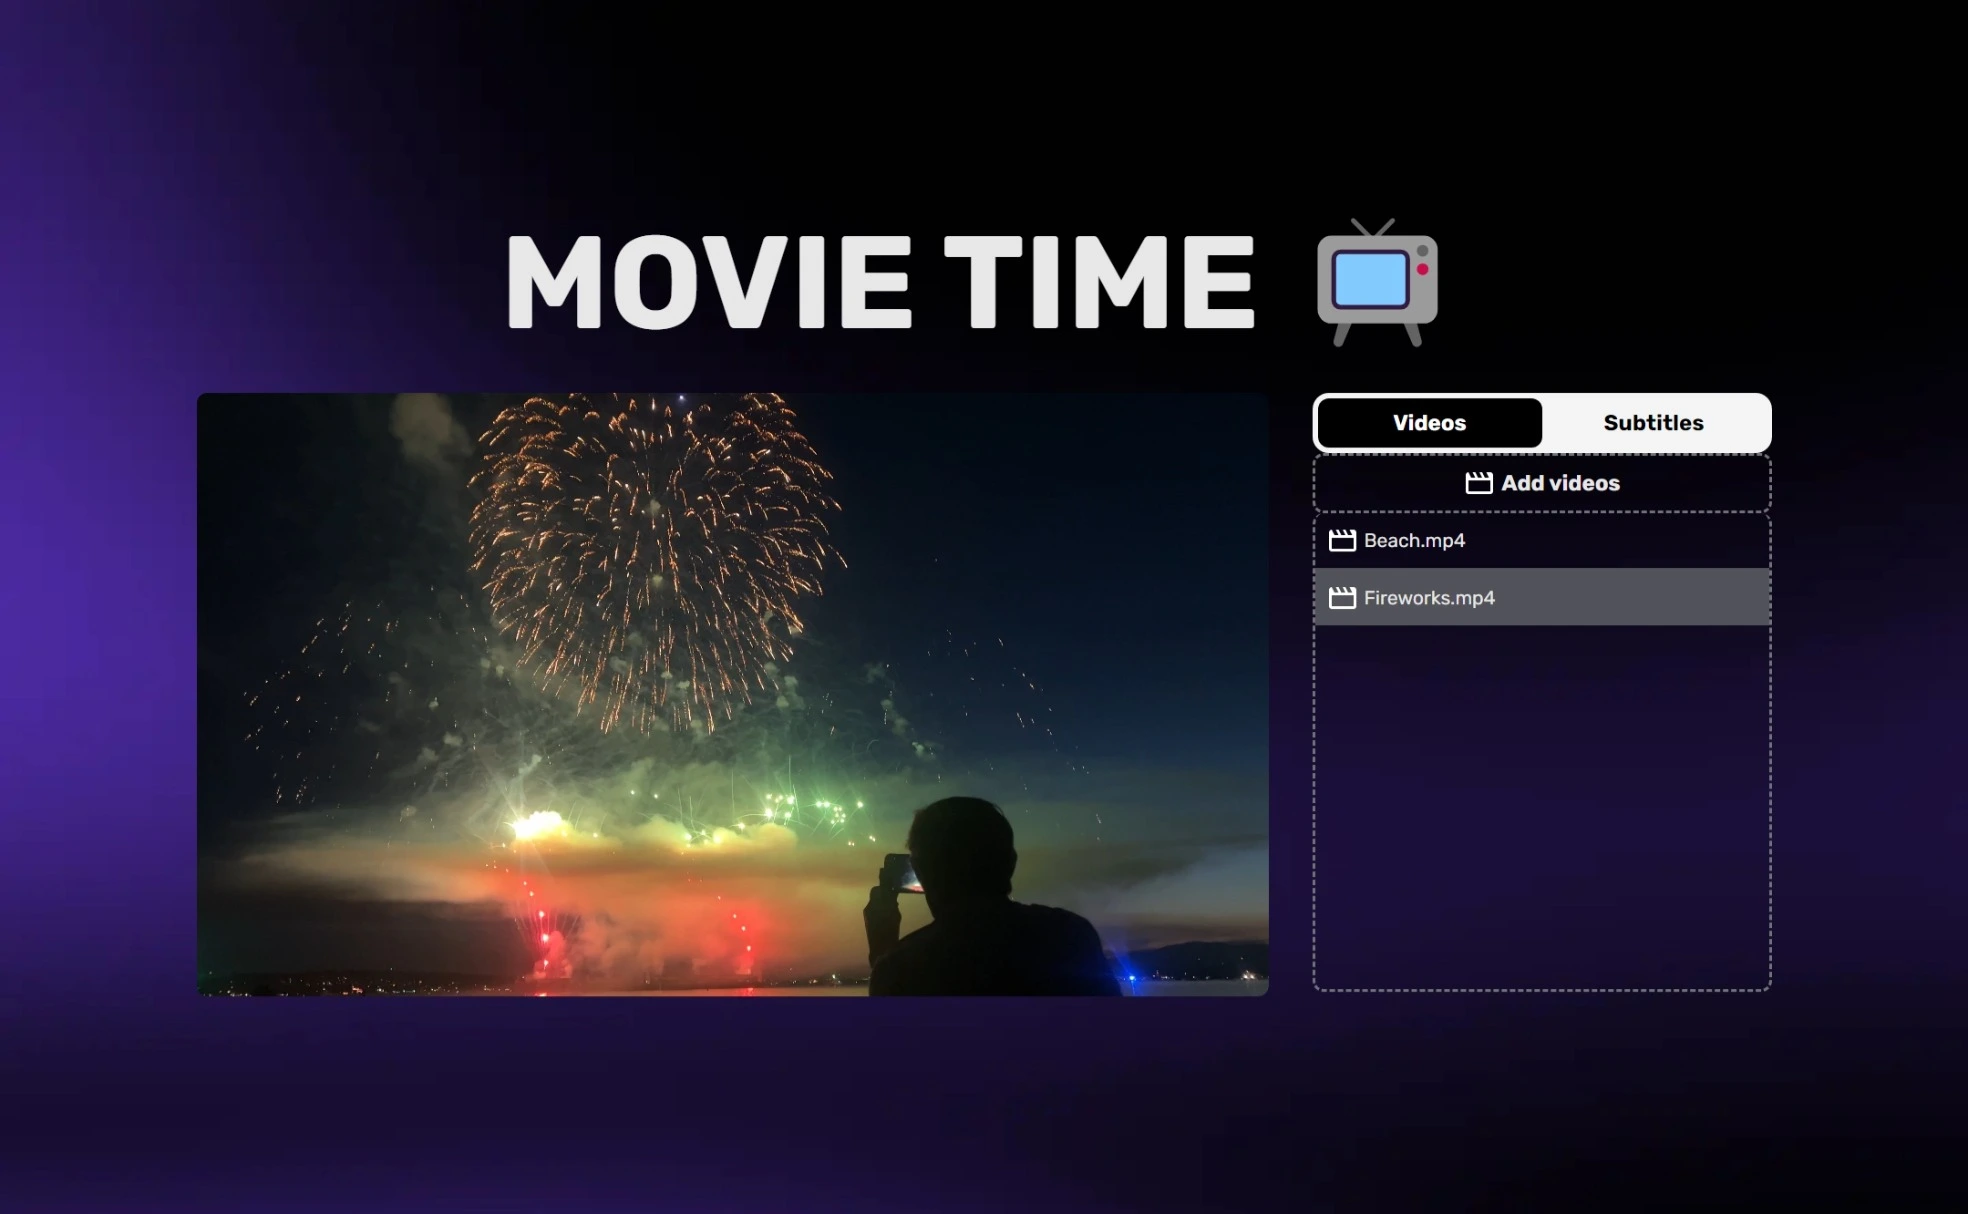 MOVIE TIME
Videos
Subtitles
Add videos
Beach.mp4
Fireworks.mp4